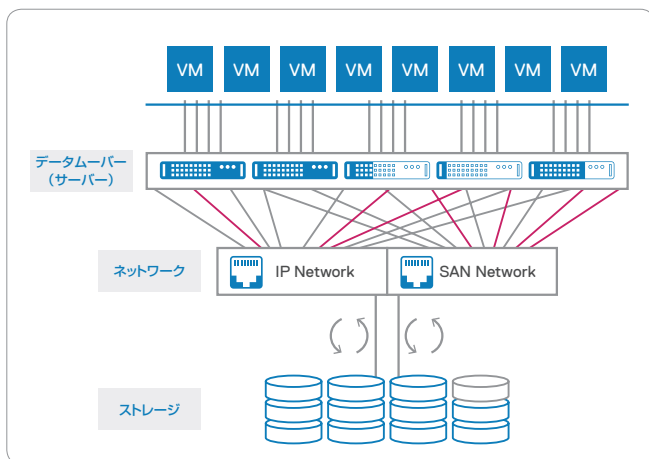 VM VM VM VM VM VM VM VM
データムーバー
（サーバー）
ネットワーク
IP Network
SAN Network
ストレージ